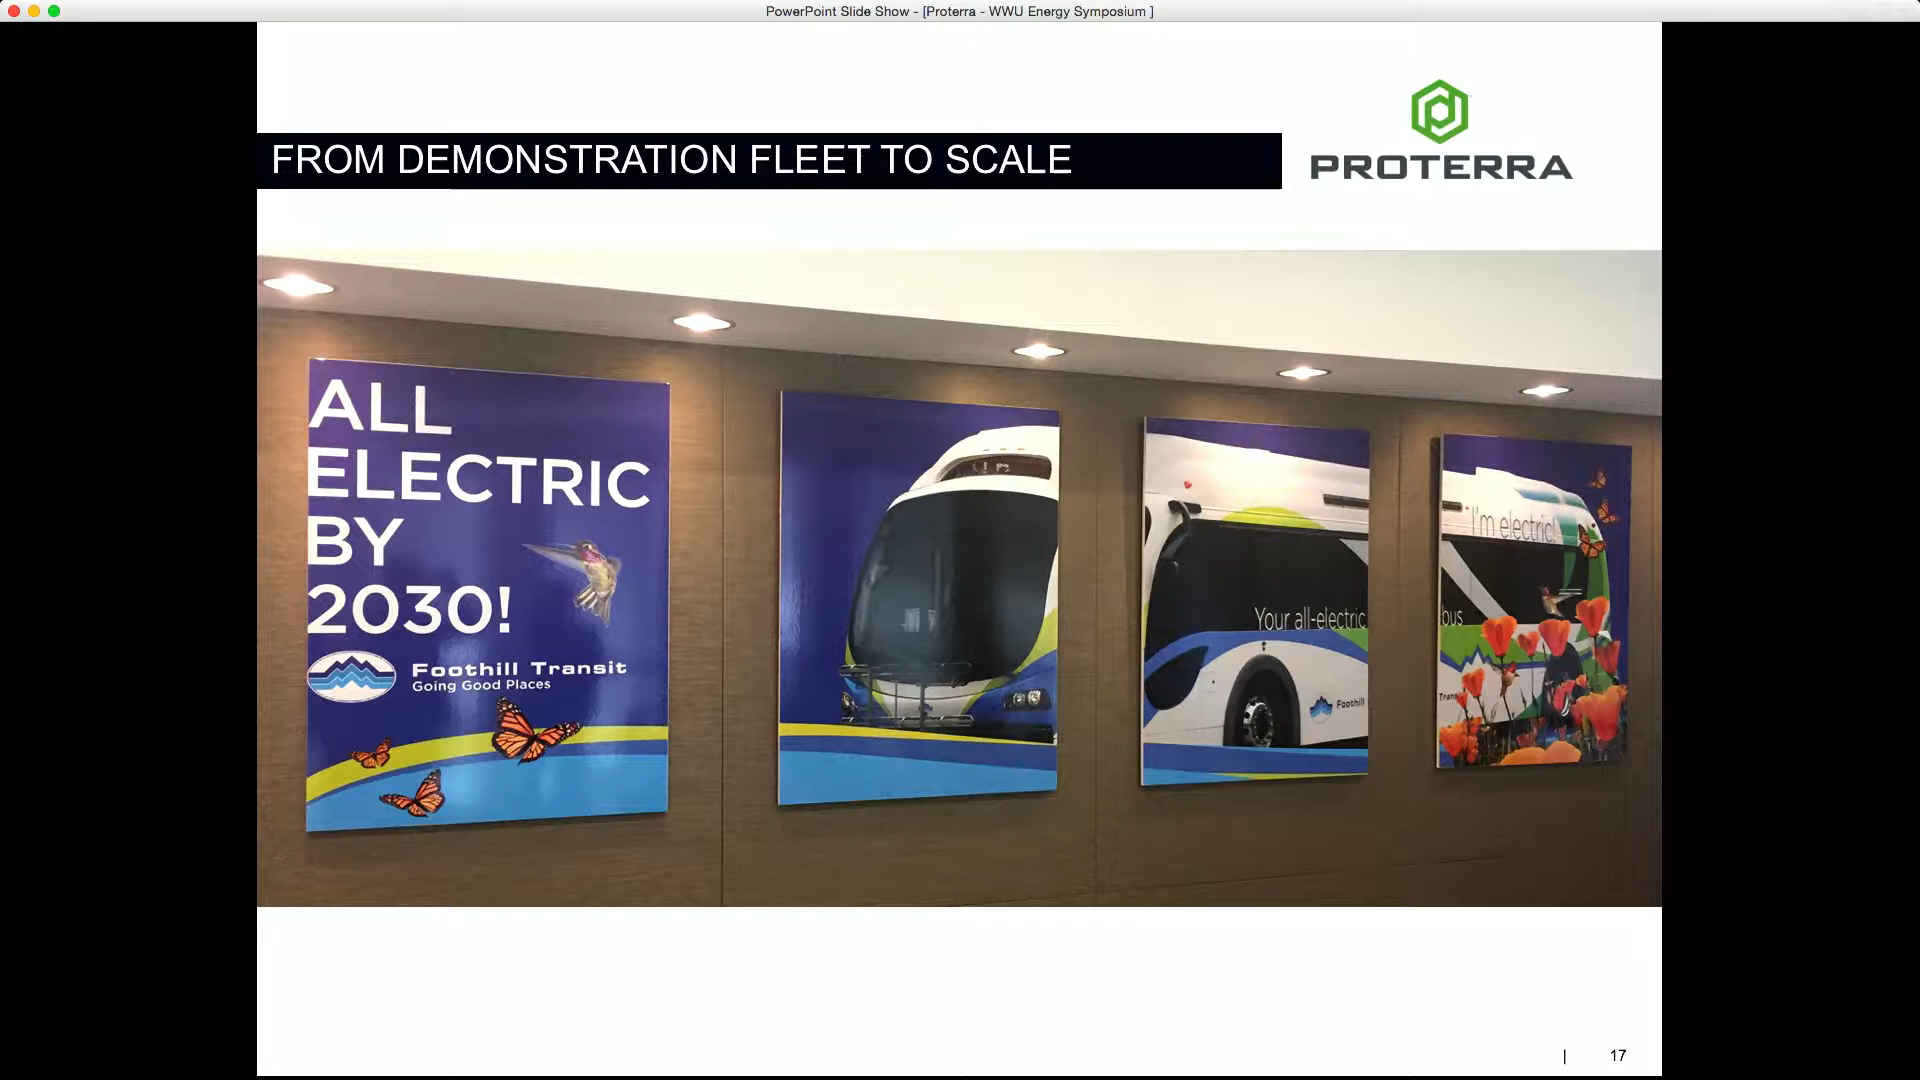 PowerPoint Slide Show - [Proterra - WWU Energy Symposium ]
FROM DEMONSTRATION FLEET TO SCALE
PROTERRA
ALL
ELECTRIC
BY
2030!
Foothill Transit
Going Good Places
I'm electric!
Your all-electric bus
Foothill
Trans
| 17